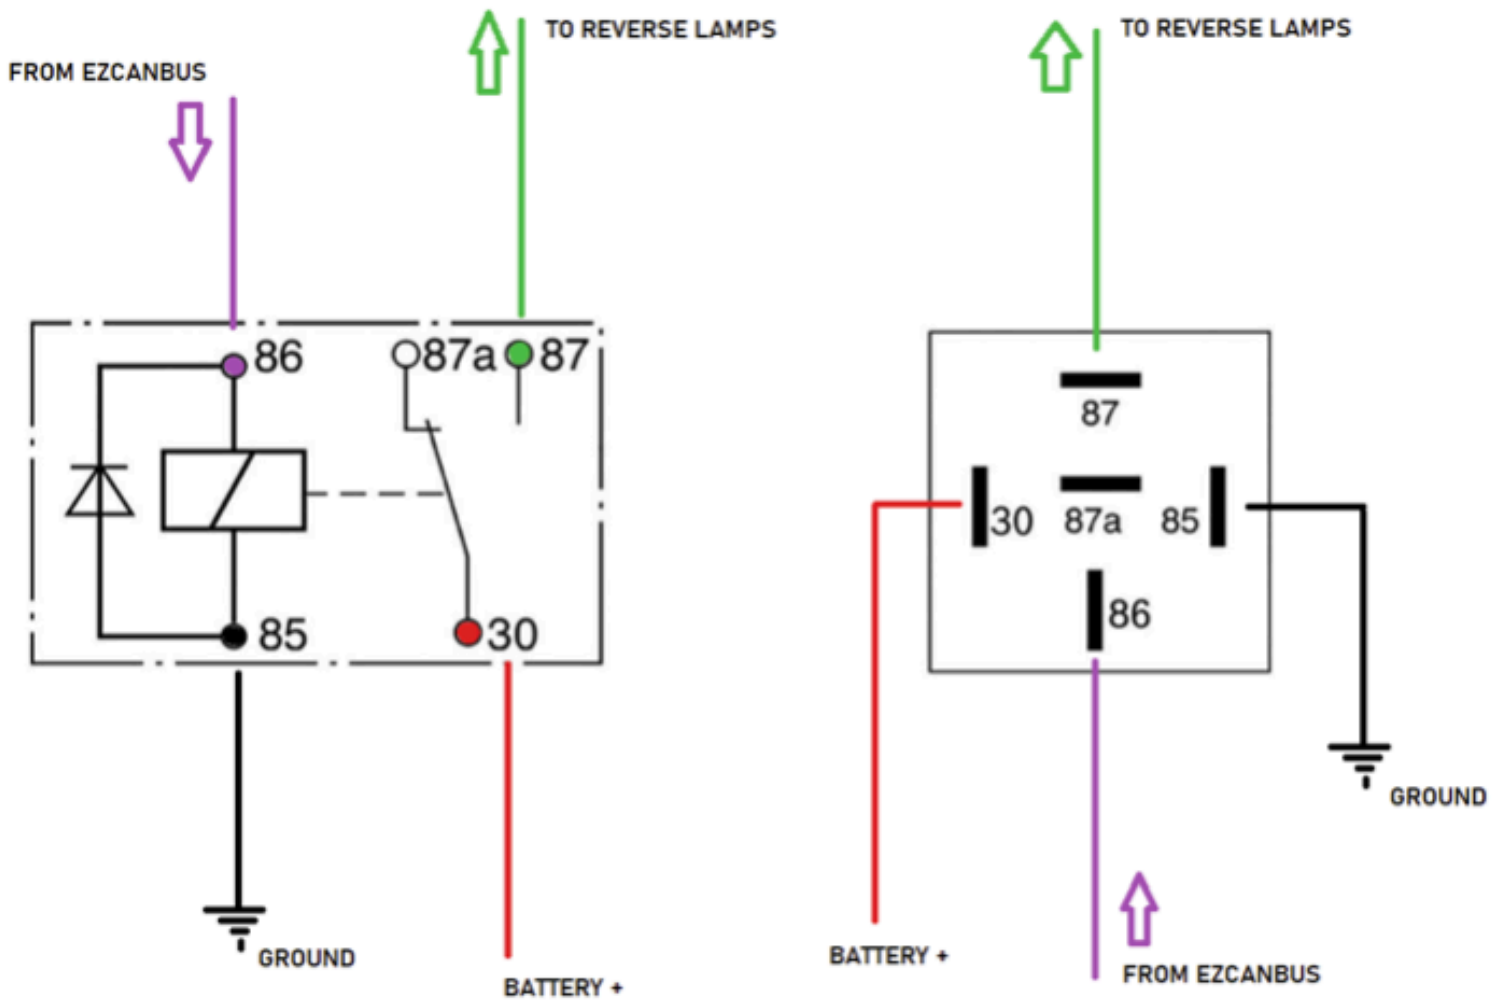 TO REVERSE LAMPS
FROM EZCANBUS
86
87a
87
85
30
GROUND
BATTERY +
TO REVERSE LAMPS
87
30
87a
85
86
GROUND
BATTERY +
FROM EZCANBUS